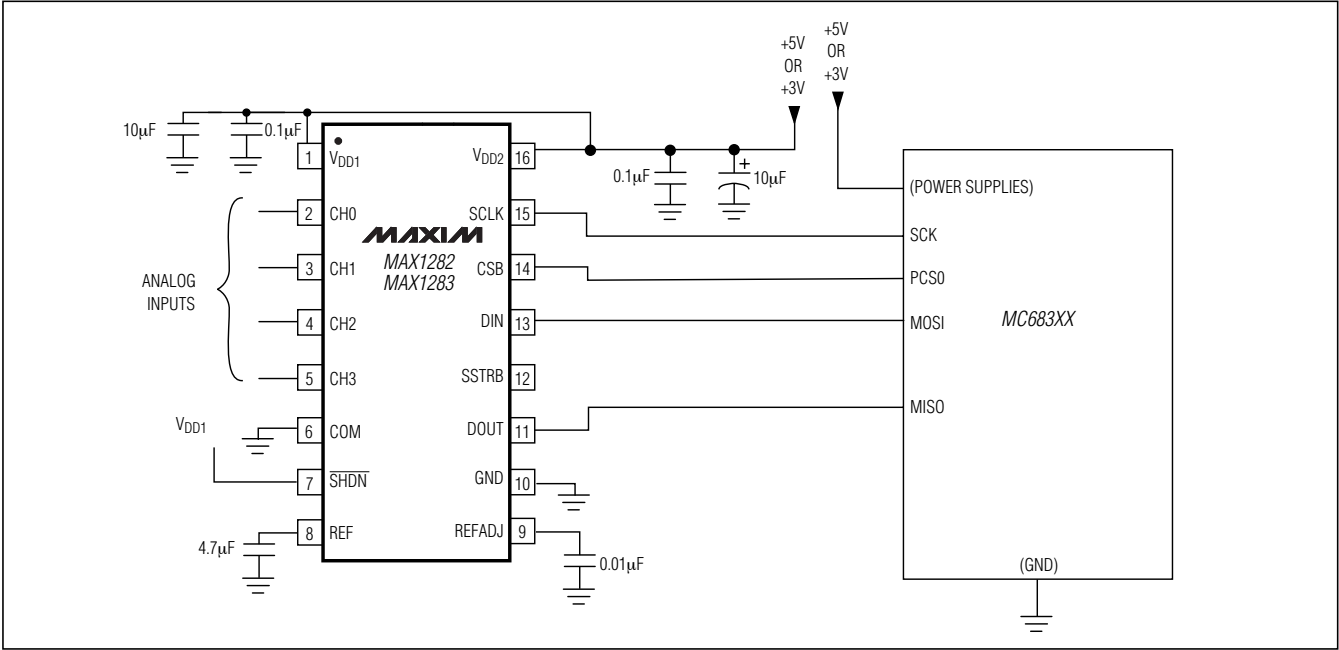 +5V
OR
+3V
+5V
OR
+3V
10µF
0.1µF
1
VDD1
VDD2
16
0.1µF
+
10µF
(POWER SUPPLIES)
ANALOG
INPUTS
2
CH0
SCLK
15
SCK
MAXIM
MAX1282
MAX1283
3
CH1
CSB
14
PCS0
4
CH2
DIN
13
MOSI
MC683XX
5
CH3
SSTRB
12
MISO
VDD1
6
COM
DOUT
11
7
SHDN
GND
10
4.7µF
8
REF
REFADJ
9
0.01µF
(GND)